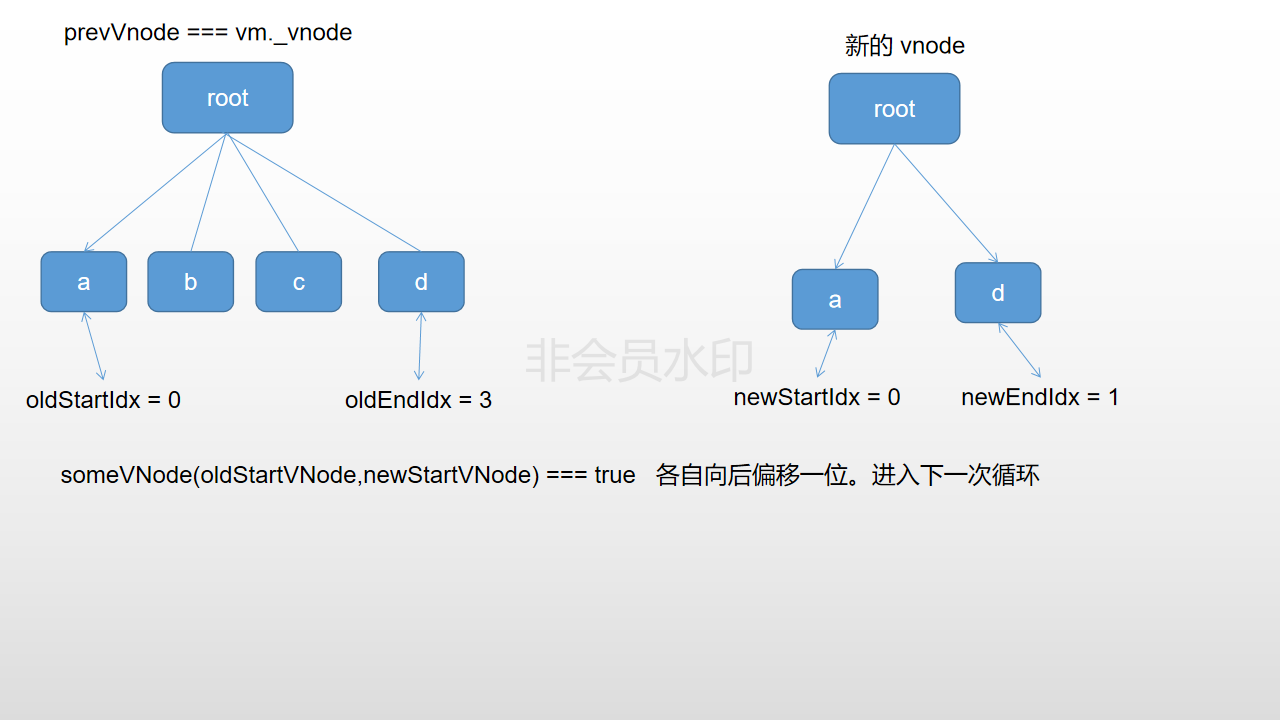 prevVnode === vm._vnode
新的 vnode
root
root
a
b
c
d
a
d
非会员水印
oldStartIdx = 0
oldEndIdx = 3
newStartIdx = 0
newEndIdx = 1
someVNode(oldStartVNode,newStartVNode) === true 各自向后偏移一位。进入下一次循环